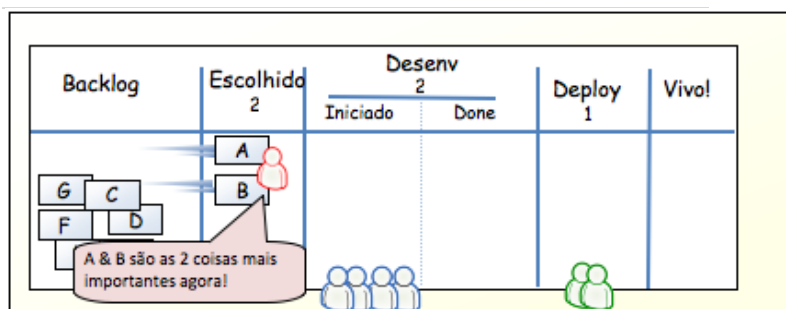 Backlog
Escolhido
2
Desenv
2
Iniciado
Done
Deploy
1
Vivo!
A
B
G
C
F
D
A & B são as 2 coisas mais
importantes agora!